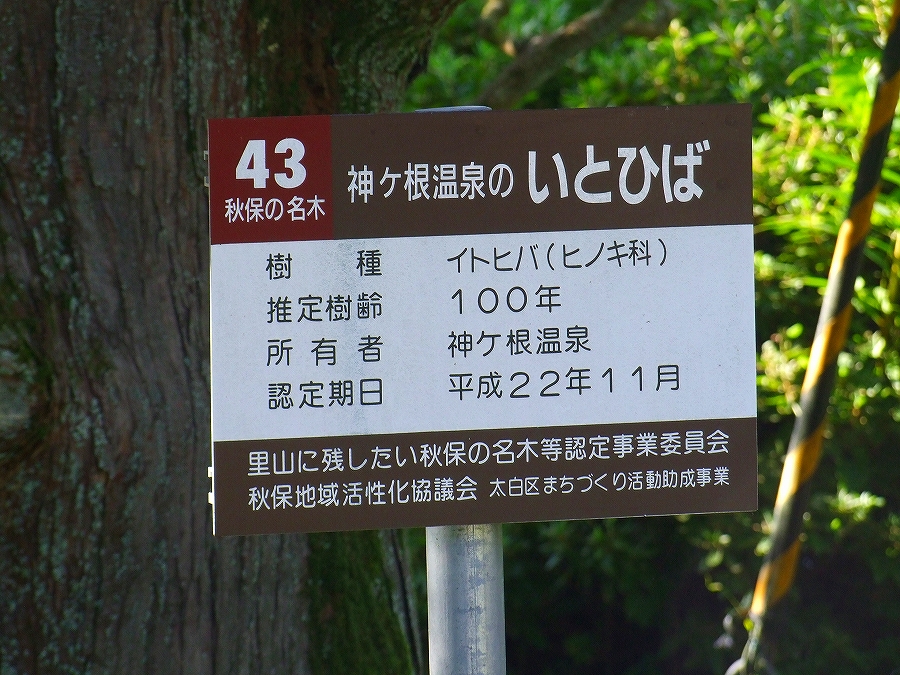 43
秋保の名木
神ケ根温泉の いとひば
樹種 イトヒバ(ヒノキ科)
推定樹齢 100年
所有者 神ケ根温泉
認定期日 平成22年11月
里山に残したい秋保の名木等認定事業委員会
秋保地域活性化協議会 太白区まちづくり活動助成事業